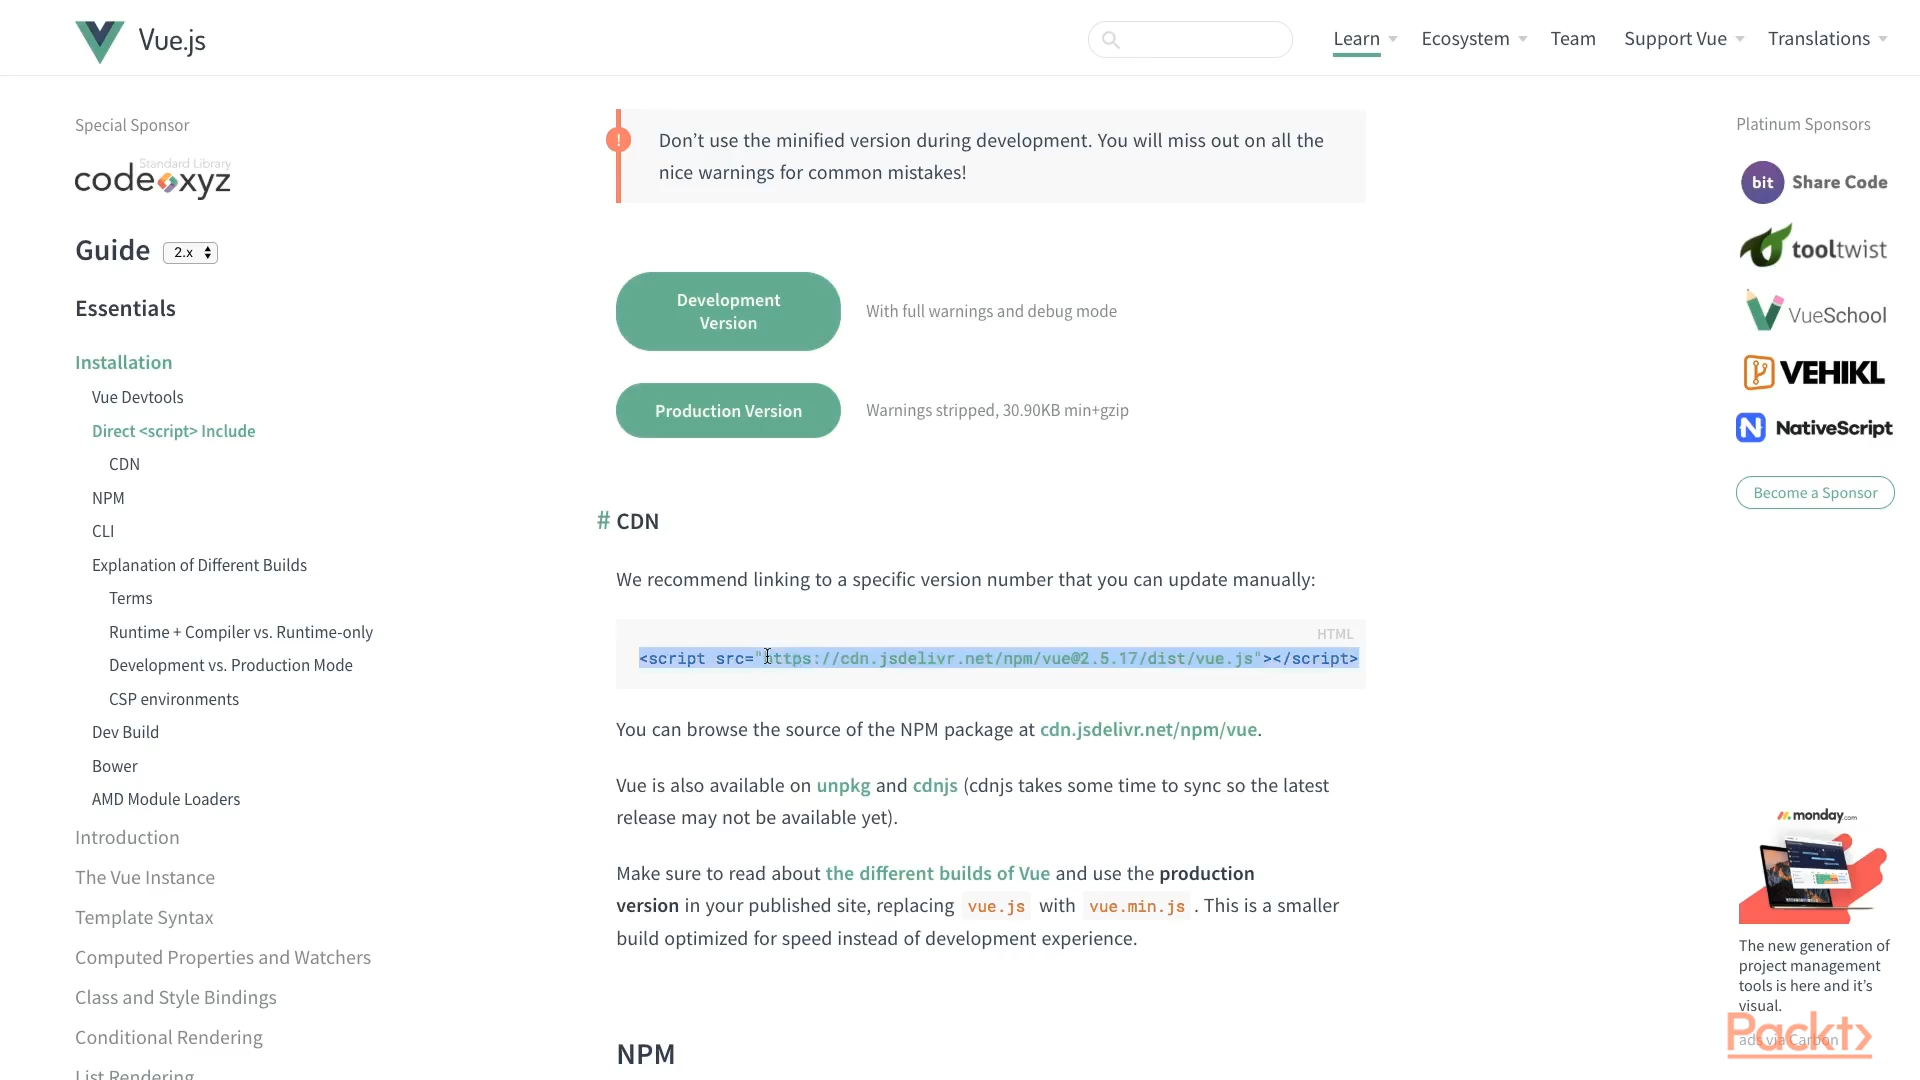 Vue.js
Learn
Ecosystem
Team
Support Vue
Translations
Special Sponsor
Standard Library
code xyz
Guide 2.x
Essentials
Installation
Vue Devtools
Direct <script> Include
CDN
NPM
CLI
Explanation of Different Builds
Terms
Runtime + Compiler vs. Runtime-only
Development vs. Production Mode
CSP environments
Dev Build
Bower
AMD Module Loaders
Introduction
The Vue Instance
Template Syntax
Computed Properties and Watchers
Class and Style Bindings
Conditional Rendering
List Rendering
!
Don’t use the minified version during development. You will miss out on all the
nice warnings for common mistakes!
Development
Version
With full warnings and debug mode
Production Version
Warnings stripped, 30.90KB min+gzip
# CDN
We recommend linking to a specific version number that you can update manually:
HTML
<script src="https://cdn.jsdelivr.net/npm/vue@2.5.17/dist/vue.js"></script>
You can browse the source of the NPM package at cdn.jsdelivr.net/npm/vue.
Vue is also available on unpkg and cdnjs (cdnjs takes some time to sync so the latest
release may not be available yet).
Make sure to read about the different builds of Vue and use the production
version in your published site, replacing vue.js with vue.min.js . This is a smaller
build optimized for speed instead of development experience.
NPM
Platinum Sponsors
bit Share Code
tooltwist
VueSchool
VEHIKL
N NativeScript
Become a Sponsor
monday.com
The new generation of
project management
tools is here and it’s
visual.
ads via Carbon
Packt>